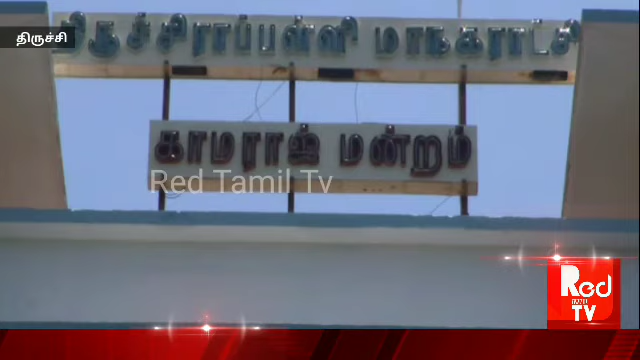 திருச்சிராப்பள்ளி மாநகராட்சி
திருச்சி
காமராஜ் மன்றம்
Red Tamil Tv
Red
TV